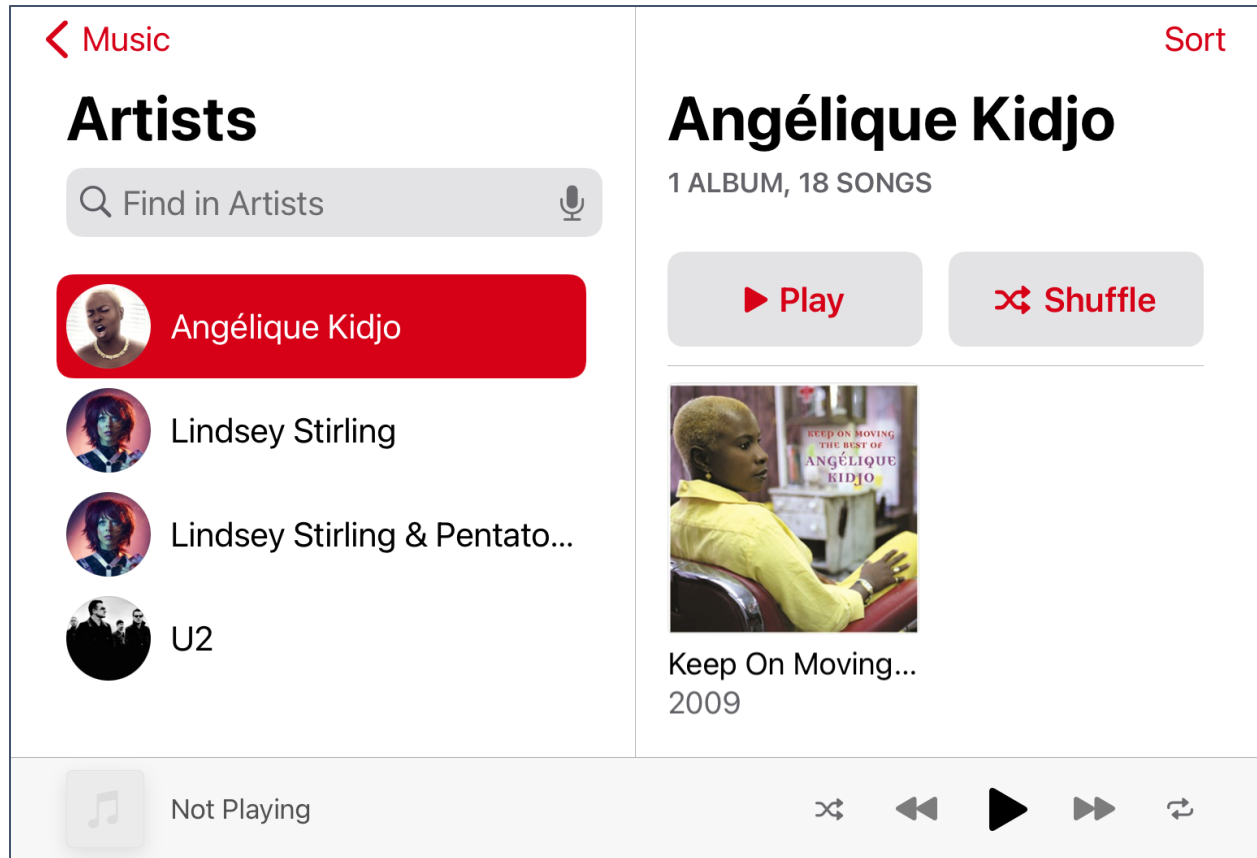 Music
Artists
Find in Artists
Angélique Kidjo
Lindsey Stirling
Lindsey Stirling & Pentato...
U2
Sort
Angélique Kidjo
1 ALBUM, 18 SONGS
Play
Shuffle
KEEP ON MOVING
THE BEST OF
ANGÉLIQUE
KIDJO
Keep On Moving...
2009
Not Playing